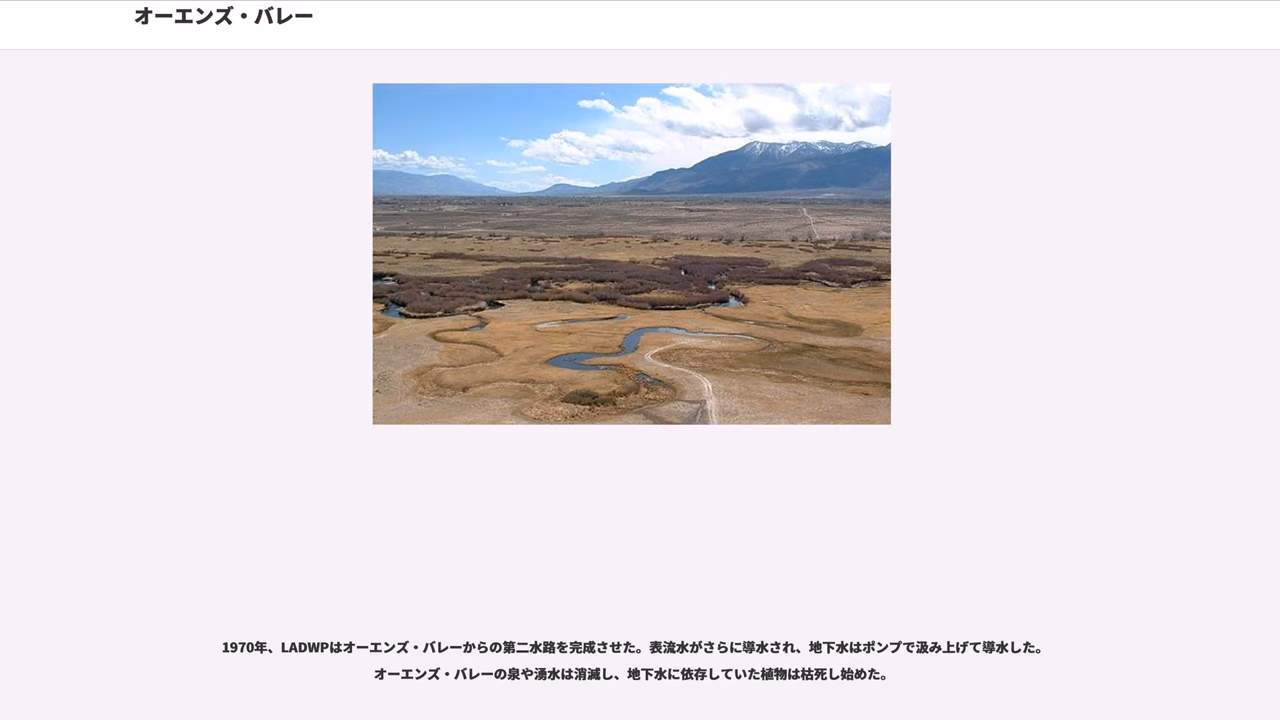 オーエンズ・バレー
1970年、LADWPはオーエンズ・バレーからの第二水路を完成させた。表流水がさらに導水され、地下水はポンプで汲み上げて導水した。
オーエンズ・バレーの泉や湧水は消滅し、地下水に依存していた植物は枯死し始めた。